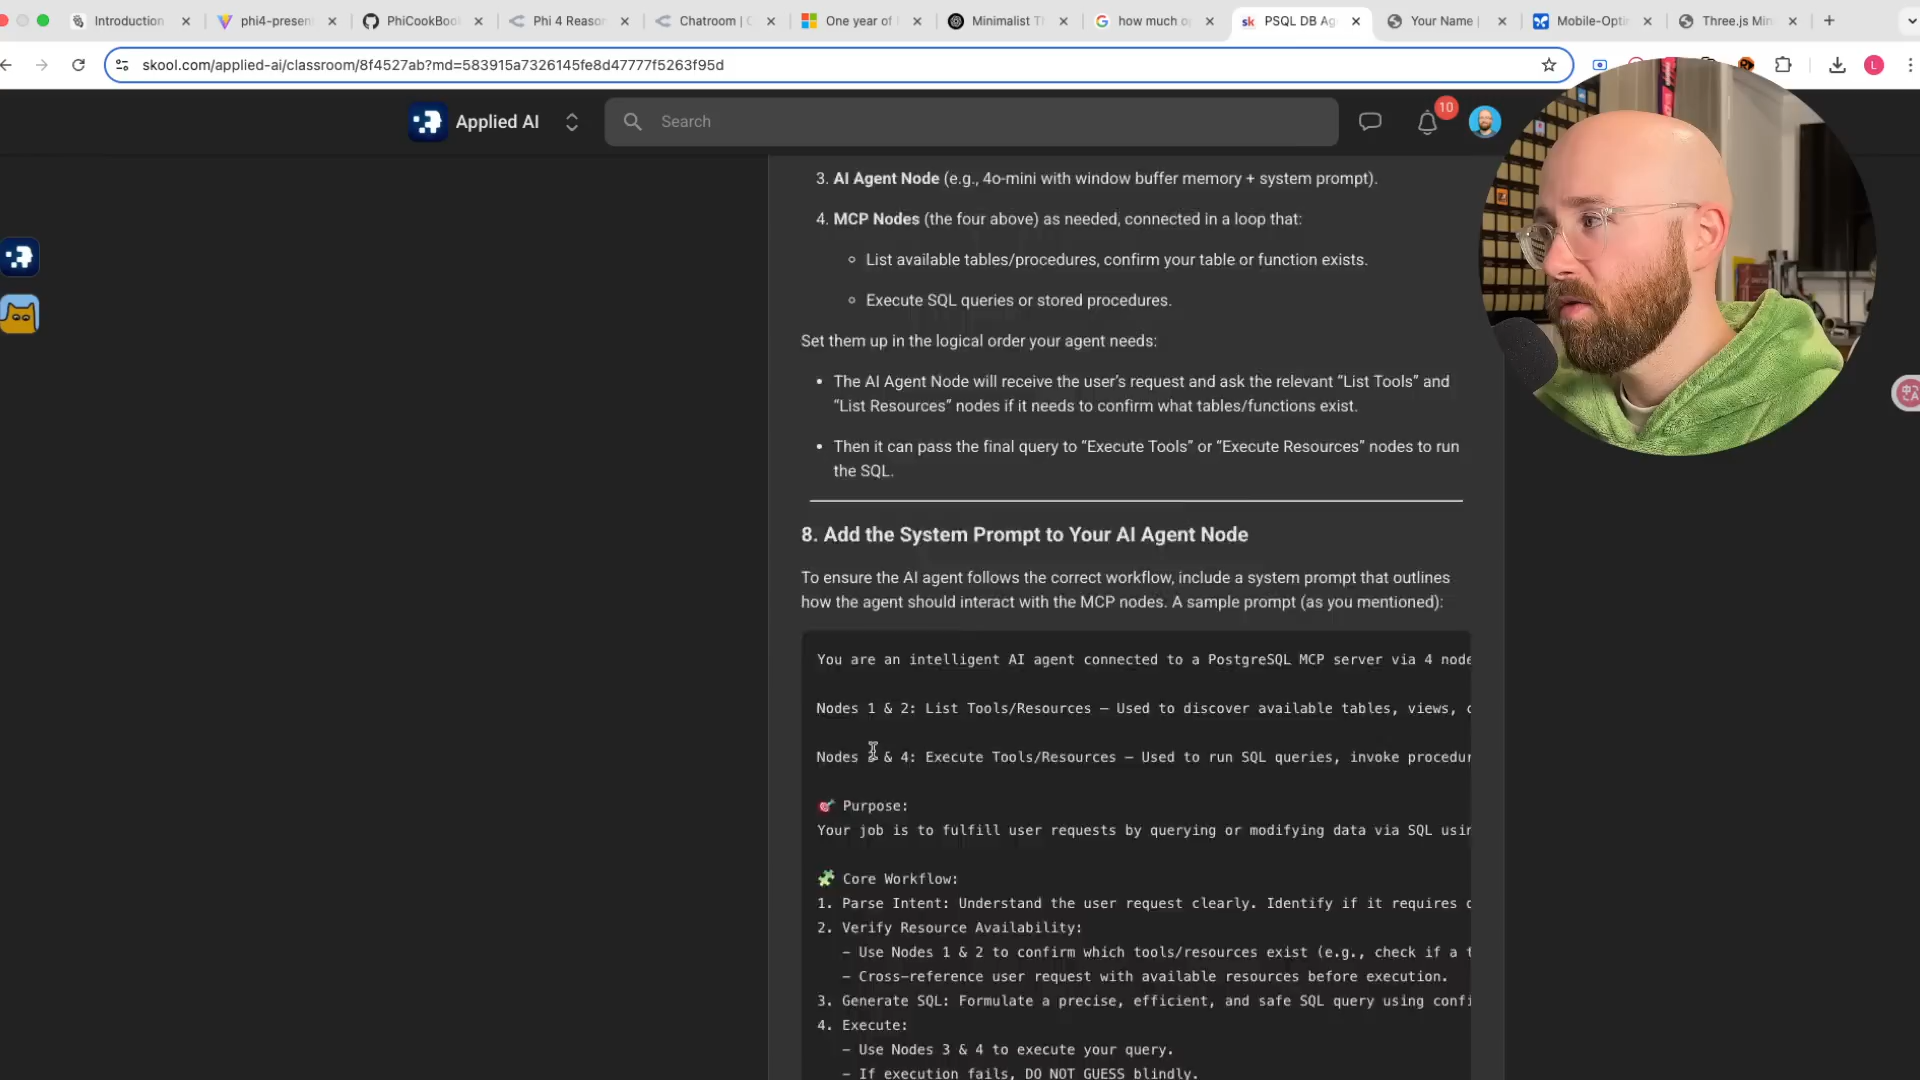 Introduction
phi4-presen
PhiCookBoo
Phi 4 Reaso
Chatroom | O
One year of
Minimalist T
how much o
sk
PSQL DB Ag
Your Name |
Mobile-Opti
Three.js Min
skool.com/applied-ai/classroom/8f4527ab?md=583915a7326145fe8d47777f5263f95d
L
Applied AI
Search
10
3. AI Agent Node (e.g., 4o-mini with window buffer memory + system prompt).
4. MCP Nodes (the four above) as needed, connected in a loop that:
List available tables/procedures, confirm your table or function exists.
Execute SQL queries or stored procedures.
Set them up in the logical order your agent needs:
• The AI Agent Node will receive the user’s request and ask the relevant “List Tools” and
“List Resources” nodes if it needs to confirm what tables/functions exist.
• Then it can pass the final query to “Execute Tools” or “Execute Resources” nodes to run
the SQL.
8. Add the System Prompt to Your AI Agent Node
To ensure the AI agent follows the correct workflow, include a system prompt that outlines
how the agent should interact with the MCP nodes. A sample prompt (as you mentioned):
You are an intelligent AI agent connected to a PostgreSQL MCP server via 4 node
Nodes 1 & 2: List Tools/Resources – Used to discover available tables, views,
Nodes & 4: Execute Tools/Resources – Used to run SQL queries, invoke procedur
🎯 Purpose:
Your job is to fulfill user requests by querying or modifying data via SQL usin
🧩 Core Workflow:
1. Parse Intent: Understand the user request clearly. Identify if it requires
2. Verify Resource Availability:
– Use Nodes 1 & 2 to confirm which tools/resources exist (e.g., check if a t
– Cross-reference user request with available resources before execution.
3. Generate SQL: Formulate a precise, efficient, and safe SQL query using confi
4. Execute:
– Use Nodes 3 & 4 to execute your query.
– If execution fails, DO NOT GUESS blindly.